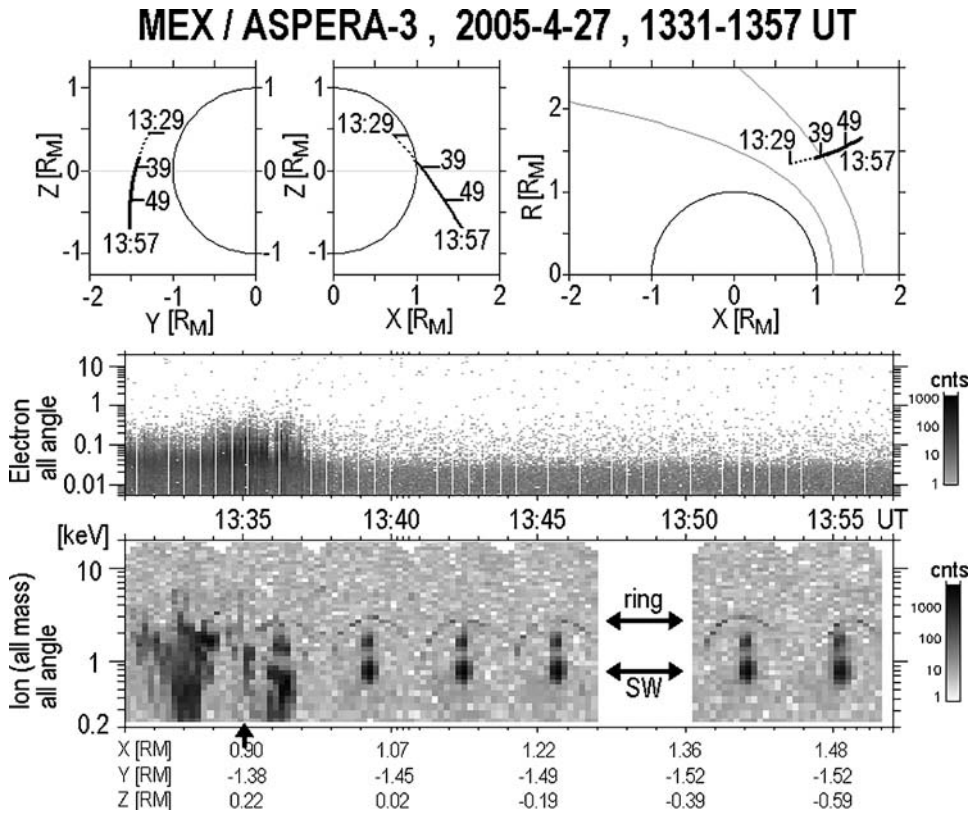 MEX / ASPERA-3 , 2005-4-27 , 1331-1357 UT
Z [RM]
1
0
-1
13:29
39
49
13:57
1
0
-1
-2
-1
0
Y [RM]
Z [RM]
13:29
39
49
13:57
0
1
2
X [RM]
R [RM]
2
1
0
13:29
39
49
13:57
-2
-1
0
1
2
X [RM]
Electron
all angle
10
1
0.1
0.01
cnts
1000
100
10
1
[keV]
13:35
13:40
13:45
13:50
13:55
UT
Ion (all mass)
all angle
10
1
0.2
ring
SW
cnts
1000
100
10
1
X [RM] 0.90 1.07 1.22 1.36 1.48
Y [RM] -1.38 -1.45 -1.49 -1.52 -1.52
Z [RM] 0.22 0.02 -0.19 -0.39 -0.59